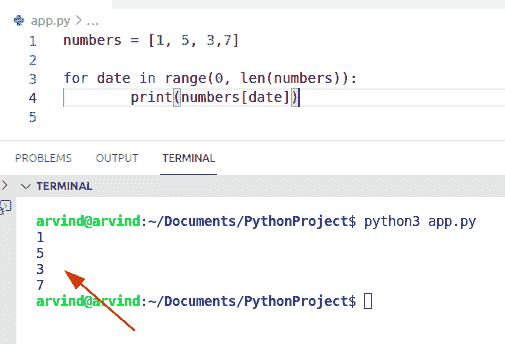 app.py > ...
1 numbers = [1, 5, 3,7]
2
3 for date in range(0, len(numbers)):
4 print(numbers[date])
5
PROBLEMS OUTPUT TERMINAL
TERMINAL
arvind@arvind:~/Documents/PythonProject$ python3 app.py
1
5
3
7
arvind@arvind:~/Documents/PythonProject$